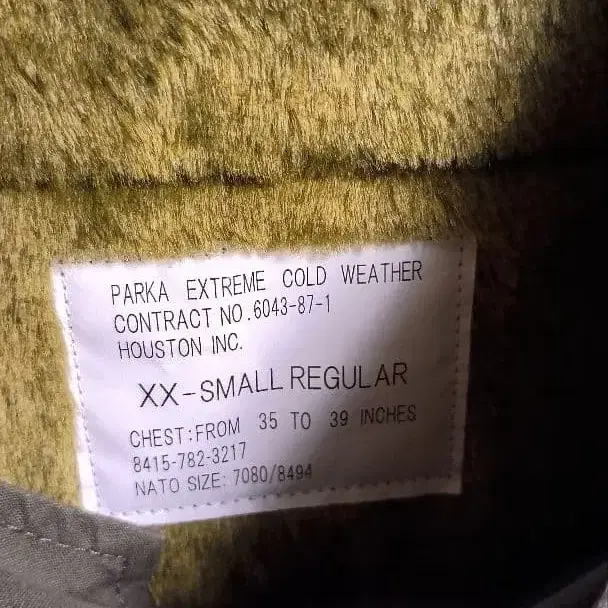 PARKA EXTREME COLD WEATHER
CONTRACT NO.6043-87-1
HOUSTON INC.
XX-SMALL REGULAR
CHEST:FROM 35 TO 39 INCHES
8415-782-3217
NATO SIZE: 7080/8494